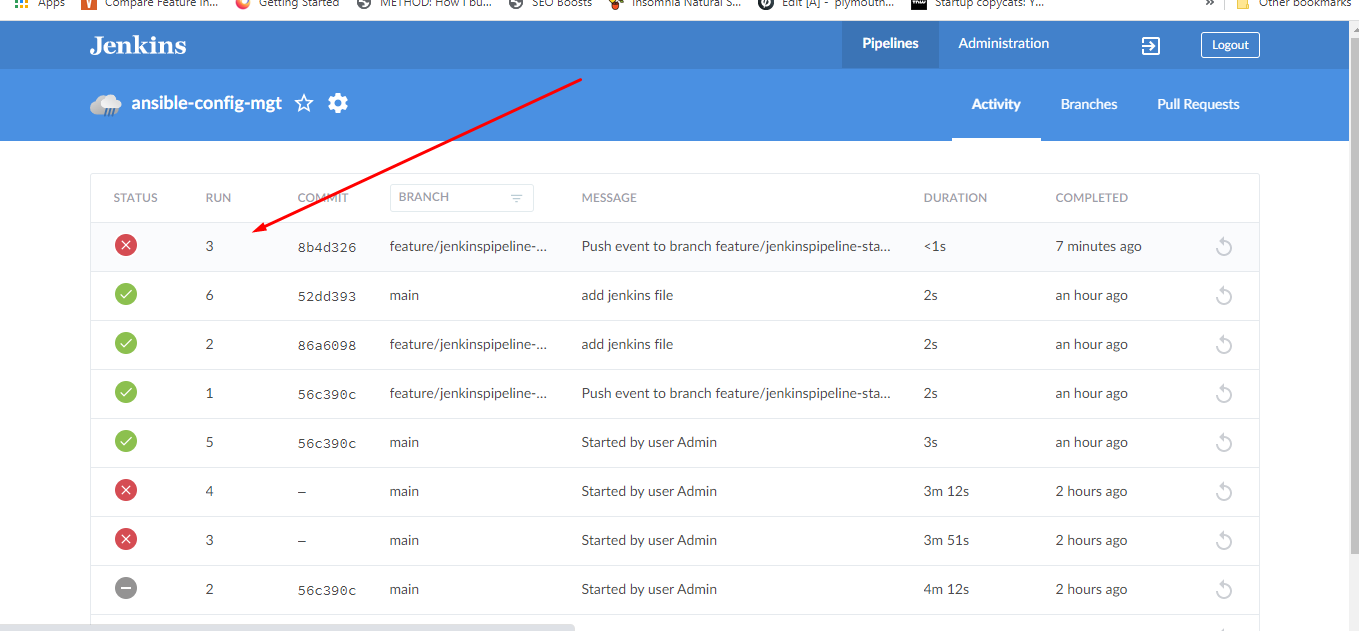 Apps Compare Feature In... Getting Started METHOD: How I bu... SEO Boosts Insomnia Natural S... Edit [A] - plymouth... Startup copycats: Y... » Other bookmarks
Jenkins Pipelines Administration Logout
ansible-config-mgt Activity Branches Pull Requests
STATUS RUN COMMIT BRANCH MESSAGE DURATION COMPLETED
3 8b4d326 feature/jenkinspipeline-... Push event to branch feature/jenkinspipeline-sta... <1s 7 minutes ago
6 52dd393 main add jenkins file 2s an hour ago
2 86a6098 feature/jenkinspipeline-... add jenkins file 2s an hour ago
1 56c390c feature/jenkinspipeline-... Push event to branch feature/jenkinspipeline-sta... 2s an hour ago
5 56c390c main Started by user Admin 3s an hour ago
4 – main Started by user Admin 3m 12s 2 hours ago
3 – main Started by user Admin 3m 51s 2 hours ago
2 56c390c main Started by user Admin 4m 12s 2 hours ago